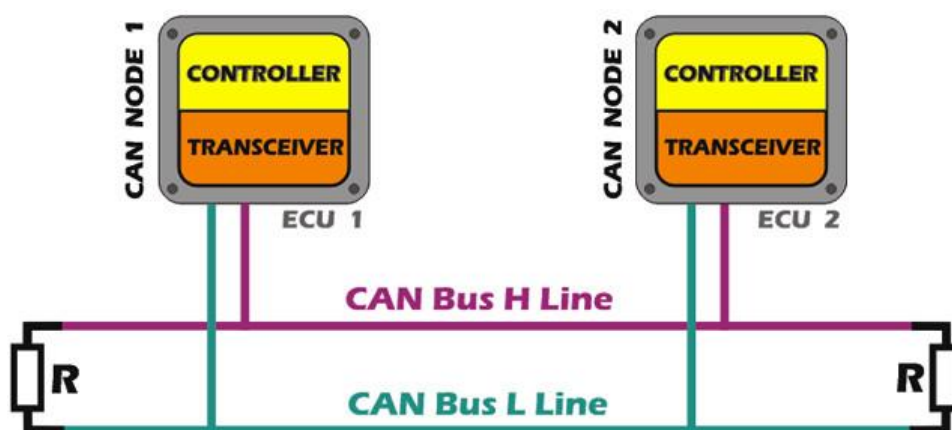 CAN NODE 1
CONTROLLER
TRANSCEIVER
ECU 1
CAN NODE 2
CONTROLLER
TRANSCEIVER
ECU 2
CAN Bus H Line
R
R
CAN Bus L Line